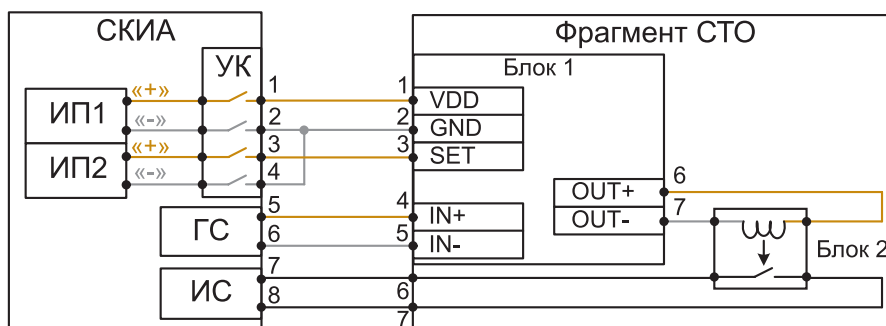 СКИА
Фрагмент СТО
УК
Блок 1
ИП1
«+»
«-»
ИП2
«+»
«-»
1
2
3
4
ГС
5
6
ИС
7
8
1
VDD
2
GND
3
SET
4
IN+
5
IN-
6
7
OUT+
6
OUT-
7
Блок 2